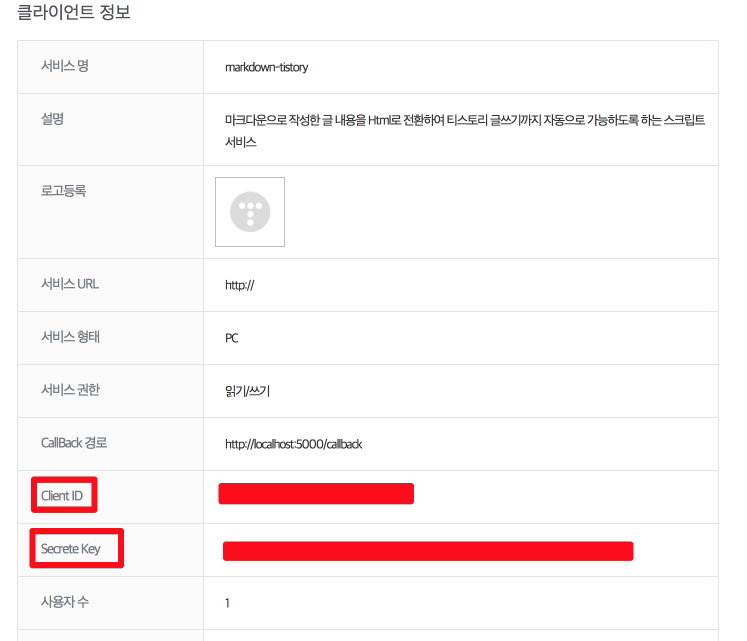 클라이언트 정보
서비스 명
markdown-tistory
설명
마크다운으로 작성한 글 내용을 Html로 전환하여 티스토리 글쓰기까지 자동으로 가능하도록 하는 스크립트
서비스
로고등록
서비스 URL
http://
서비스 형태
PC
서비스 권한
읽기/쓰기
CallBack 경로
http://localhost:5000/callback
Client ID
Secrete Key
사용자 수
1